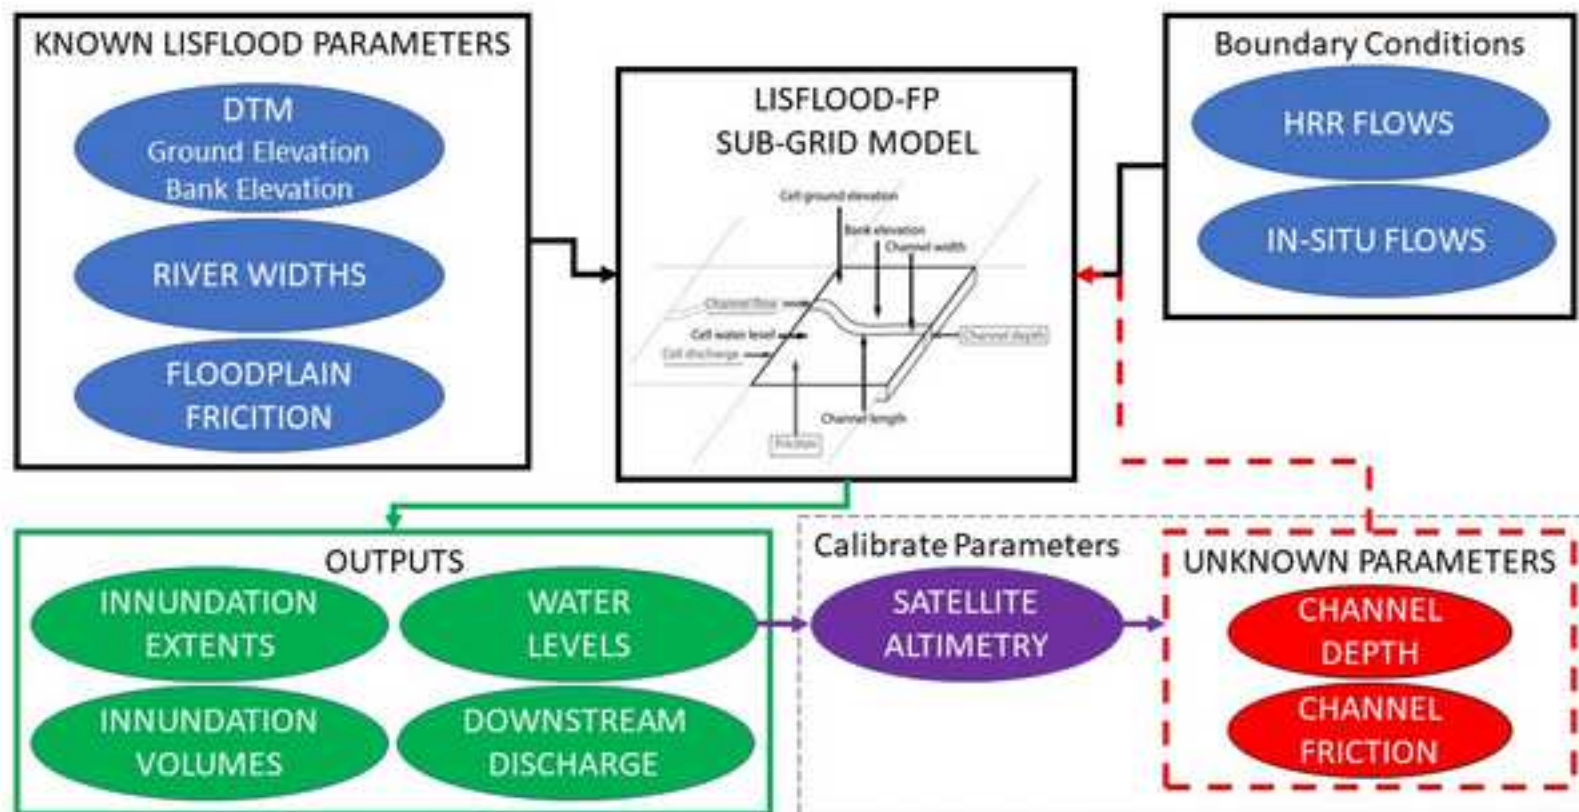 KNOWN LISFLOOD PARAMETERS
DTM
Ground Elevation
Bank Elevation
RIVER WIDTHS
FLOODPLAIN
FRICITION
LISFLOOD-FP
SUB-GRID MODEL
Cell ground elevation
Bank elevation
Channel width
Channel flow
Cell water level
Cell discharge
Channel depth
Channel length
Friction
Boundary Conditions
HRR FLOWS
IN-SITU FLOWS
OUTPUTS
INNUNDATION
EXTENTS
WATER
LEVELS
INNUNDATION
VOLUMES
DOWNSTREAM
DISCHARGE
Calibrate Parameters
SATELLITE
ALTIMETRY
UNKNOWN PARAMETERS
CHANNEL
DEPTH
CHANNEL
FRICTION